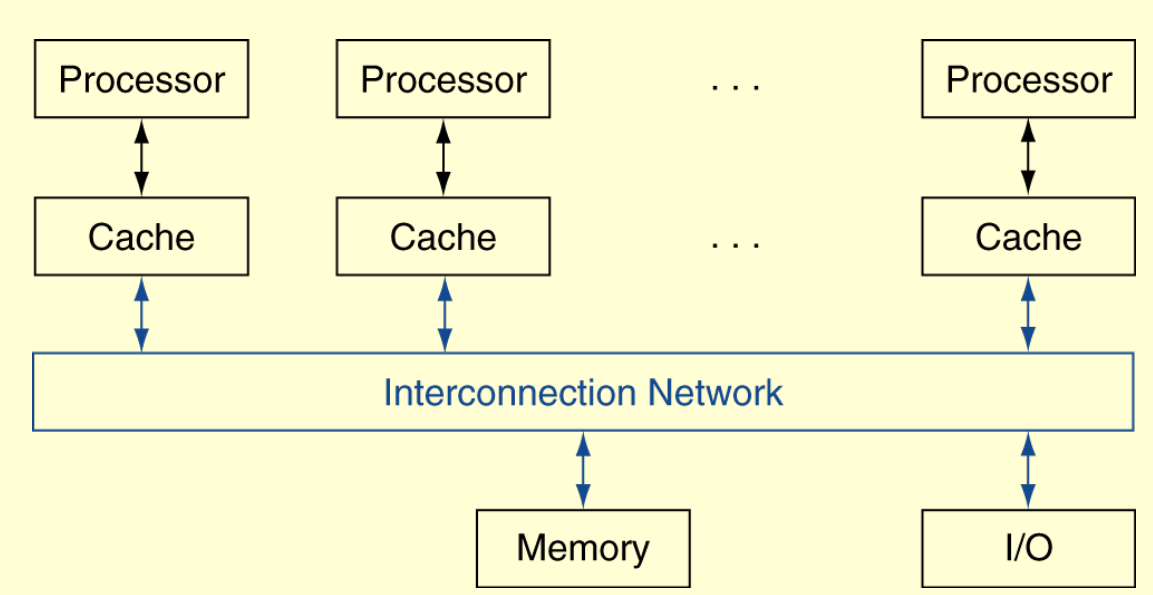 Processor Processor . . . Processor
Cache Cache . . . Cache
Interconnection Network
Memory I/O